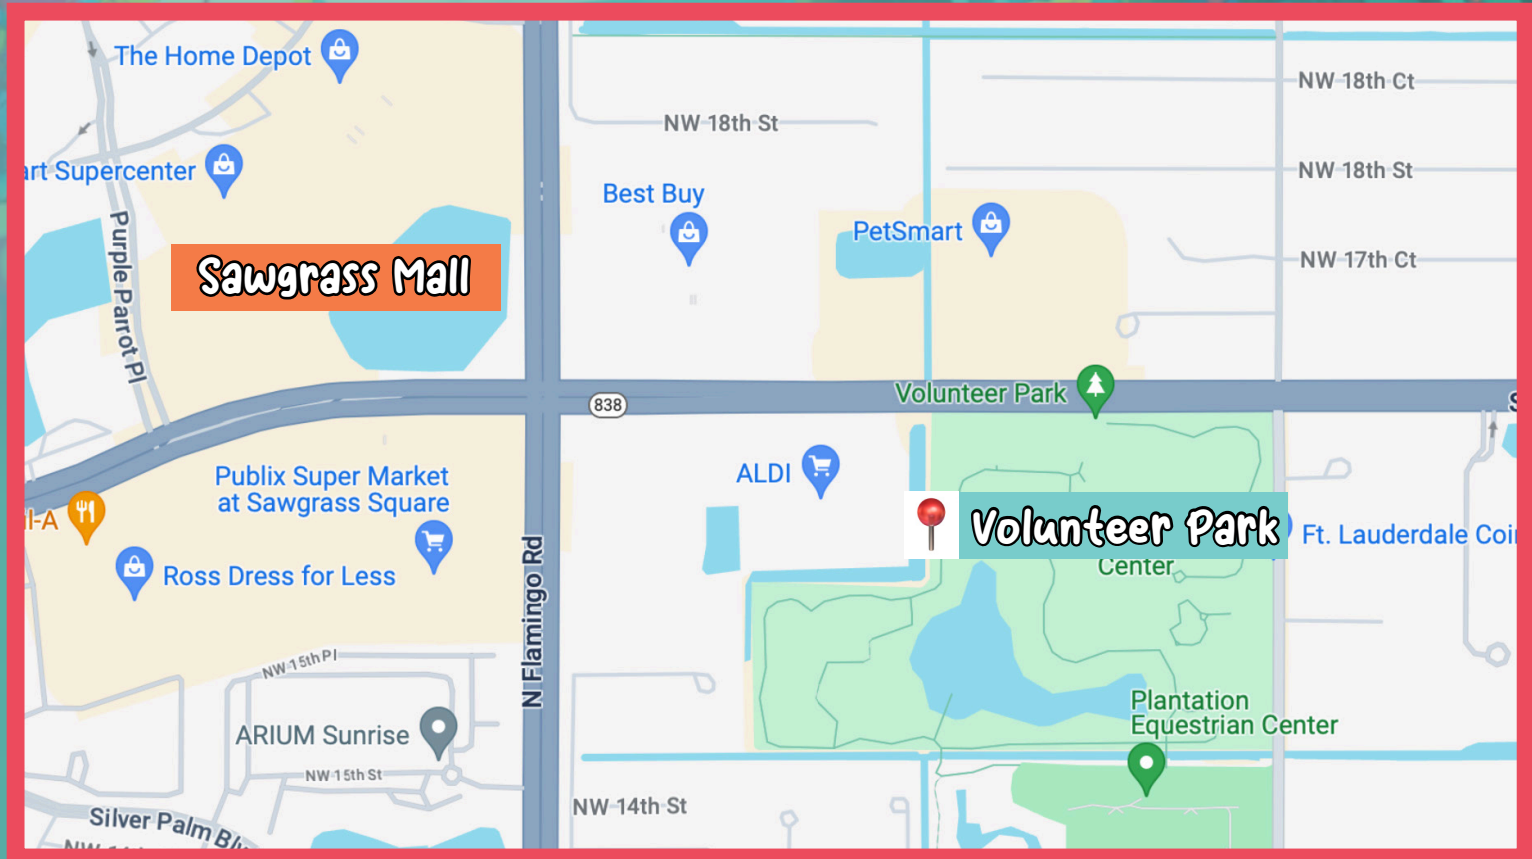 The Home Depot
NW 18th Ct
NW 18th St
art Supercenter
NW 18th St
Best Buy
PetSmart
Purple Parrot Pl
NW 17th Ct
Sawgrass Mall
Volunteer Park
838
S
ALDI
Publix Super Market
at Sawgrass Square
il-A
Volunteer Park
Ft. Lauderdale Coi
Center
Ross Dress for Less
N Flamingo Rd
NW 15th Pl
Plantation
Equestrian Center
ARIUM Sunrise
NW 15th St
NW 14th St
Silver Palm Blv